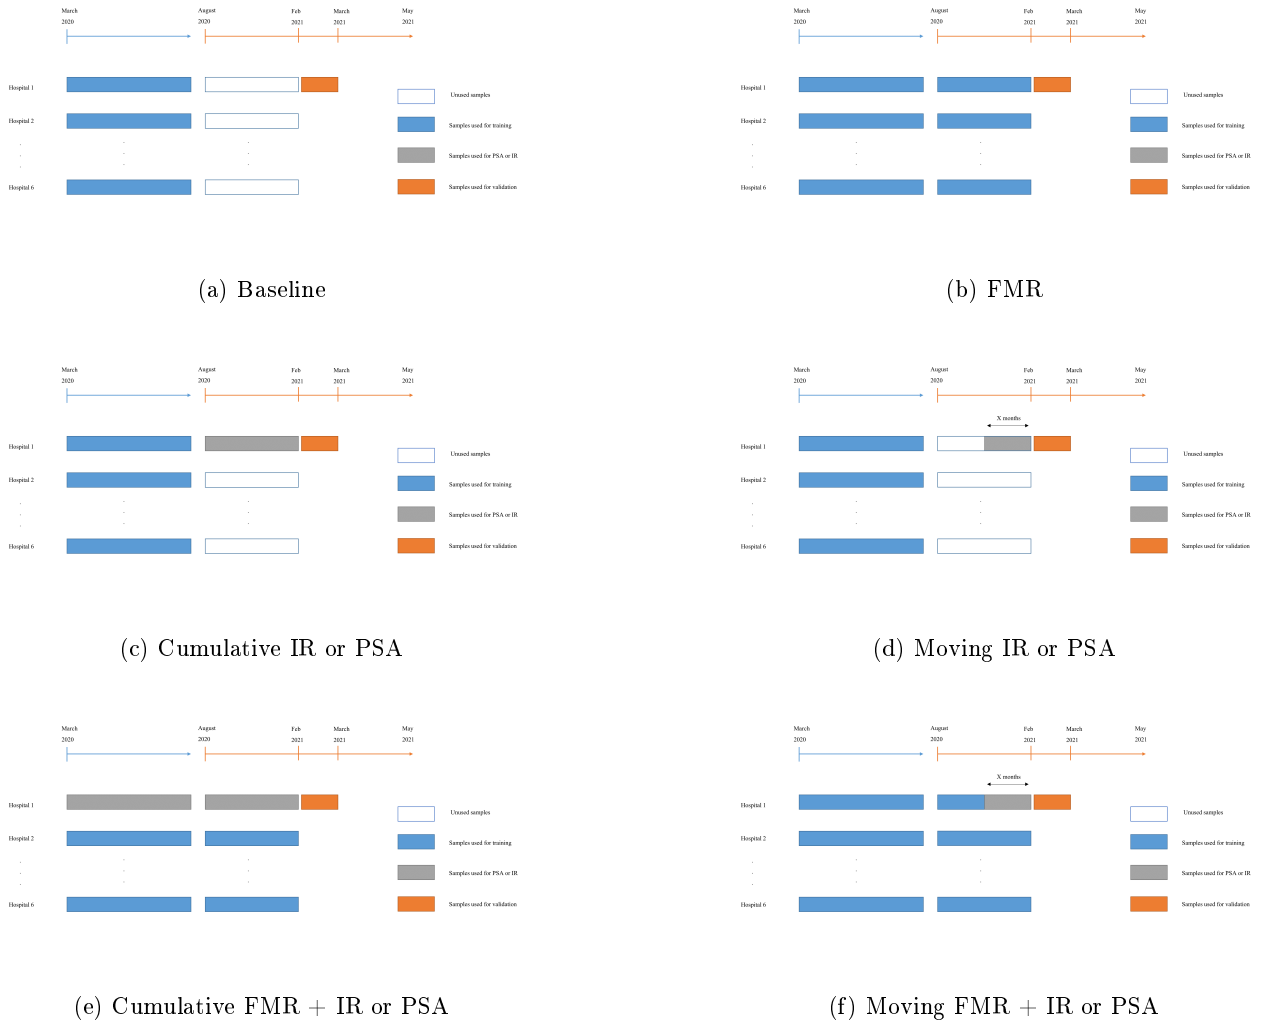 March August Feb March May
2020 2020 2021 2021 2021
Hospital 1
Unused samples
Hospital 2
Samples used for training
Samples used for PSA or IR
Hospital 6
Samples used for validation
(a) Baseline
March August Feb March May
2020 2020 2021 2021 2021
Hospital 1
Unused samples
Hospital 2
Samples used for training
Samples used for PSA or IR
Hospital 6
Samples used for validation
(b) FMR
March August Feb March May
2020 2020 2021 2021 2021
Hospital 1
Unused samples
Hospital 2
Samples used for training
Samples used for PSA or IR
Hospital 6
Samples used for validation
(c) Cumulative IR or PSA
March August Feb March May
2020 2020 2021 2021 2021
X months
Hospital 1
Unused samples
Hospital 2
Samples used for training
Samples used for PSA or IR
Hospital 6
Samples used for validation
(d) Moving IR or PSA
March August Feb March May
2020 2020 2021 2021 2021
Hospital 1
Unused samples
Hospital 2
Samples used for training
Samples used for PSA or IR
Hospital 6
Samples used for validation
(e) Cumulative FMR + IR or PSA
March August Feb March May
2020 2020 2021 2021 2021
X months
Hospital 1
Unused samples
Hospital 2
Samples used for training
Samples used for PSA or IR
Hospital 6
Samples used for validation
(f) Moving FMR + IR or PSA